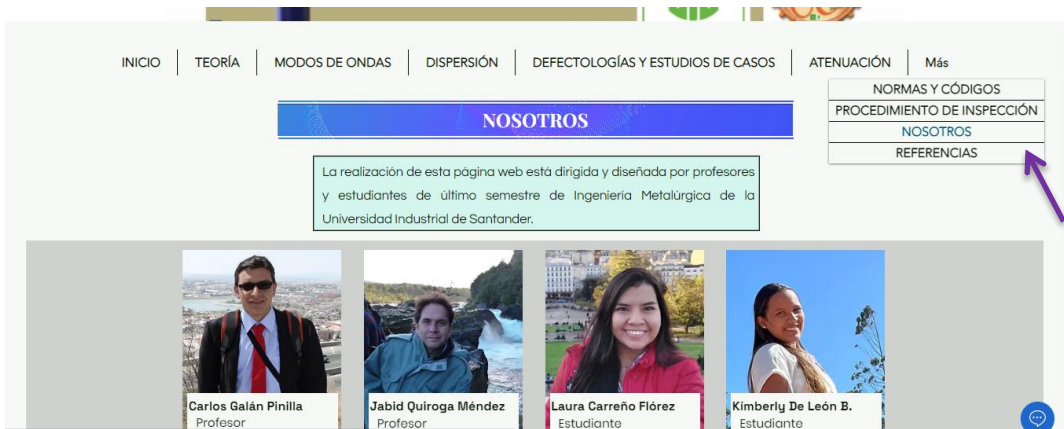 INICIO TEORÍA MODOS DE ONDAS DISPERSIÓN DEFECTOLOGÍAS Y ESTUDIOS DE CASOS ATENUACIÓN Más
NORMAS Y CÓDIGOS
PROCEDIMIENTO DE INSPECCIÓN
NOSOTROS
REFERENCIAS
NOSOTROS
La realización de esta página web está dirigida y diseñada por profesores
y estudiantes de último semestre de Ingeniería Metalúrgica de la
Universidad Industrial de Santander.
Carlos Galán Pinilla
Profesor
Jabid Quiroga Méndez
Profesor
Laura Carreño Flórez
Estudiante
Kimberly De León B.
Estudiante